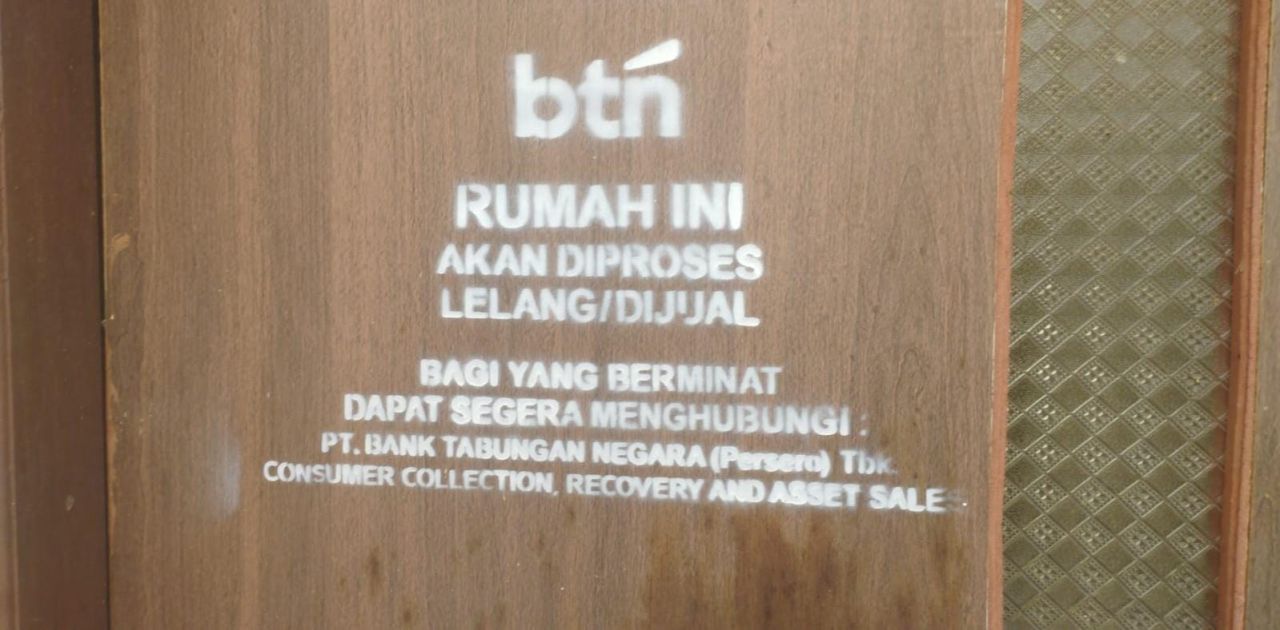 btn
RUMAH INI
AKAN DIPROSES
LELANG/DIJUAL
BAGI YANG BERMINAT
DAPAT SEGERA MENGHUBUNGI :
PT. BANK TABUNGAN NEGARA (Persero) Tbk.
CONSUMER COLLECTION, RECOVERY AND ASSET SALES